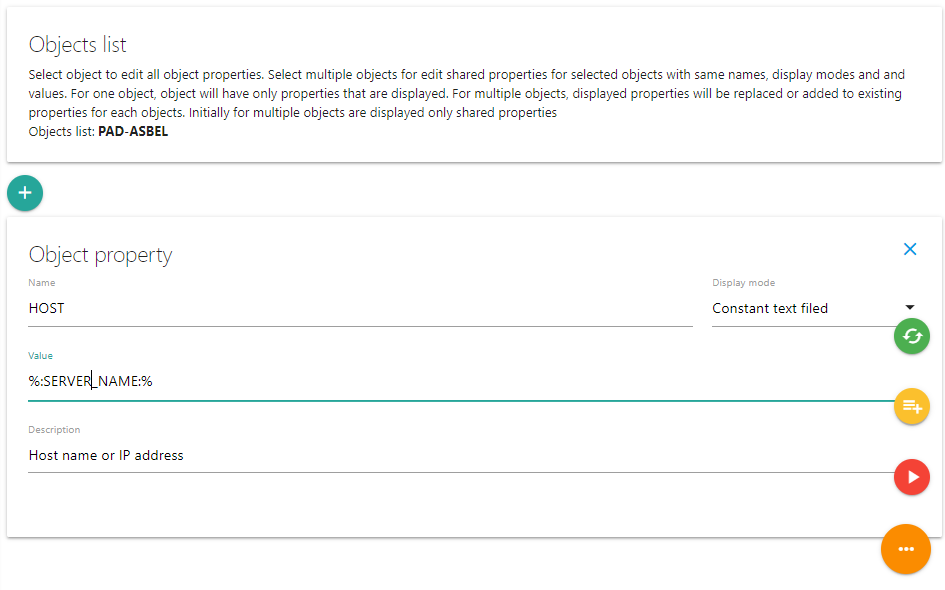 Objects list
Select object to edit all object properties. Select multiple objects for edit shared properties for selected objects with same names, display modes and and
values. For one object, object will have only properties that are displayed. For multiple objects, displayed properties will be replaced or added to existing
properties for each objects. Initially for multiple objects are displayed only shared properties
Objects list: PAD-ASBEL
Object property
Name
Display mode
HOST
Constant text filed
Value
%:SERVER_NAME:%
Description
Host name or IP address